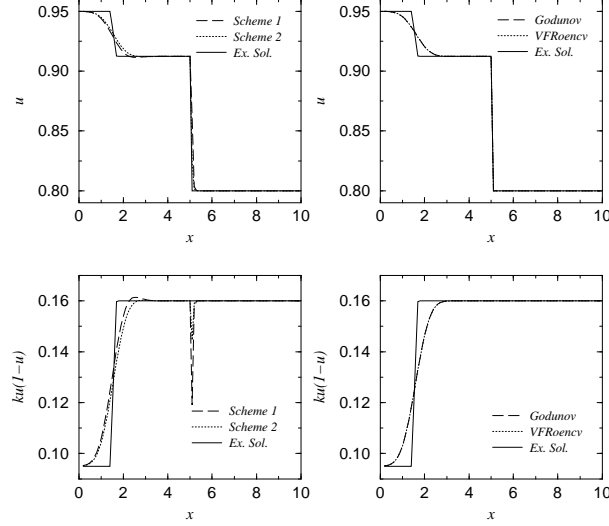 0.95
0.90
0.85
0.80
u
0 2 4 6 8 10
x
Scheme 1
Scheme 2
Ex. Sol.
0.95
0.90
0.85
0.80
u
0 2 4 6 8 10
x
Godunov
VFRoencv
Ex. Sol.
0.16
0.14
0.12
0.10
ku(1−u)
0 2 4 6 8 10
x
Scheme 1
Scheme 2
Ex. Sol.
0.16
0.14
0.12
0.10
ku(1−u)
0 2 4 6 8 10
x
Godunov
VFRoencv
Ex. Sol.